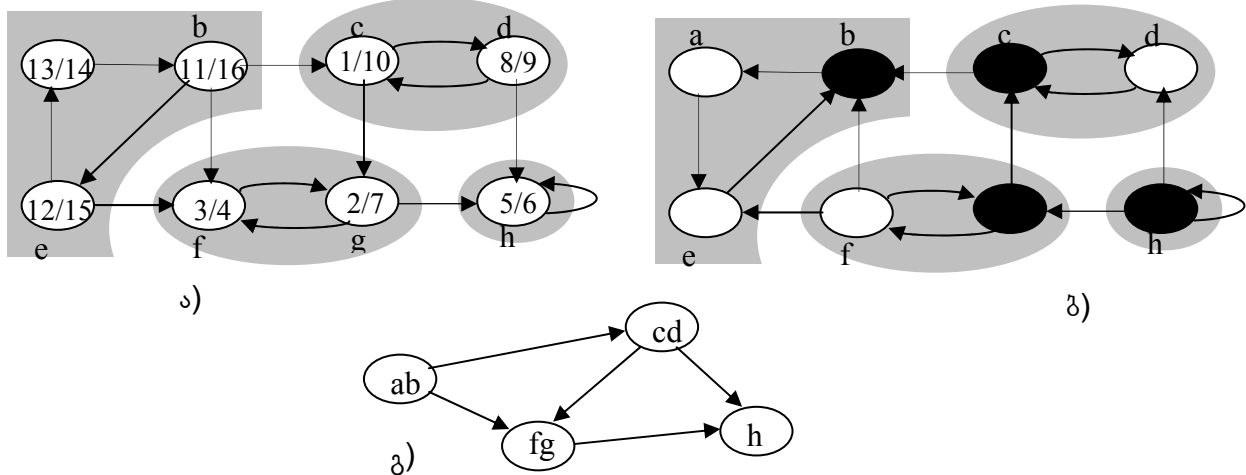 b c d
13/14 11/16 1/10 8/9
12/15 3/4 2/7 5/6
e f g h
ა)
a b c d
e f h
ბ)
cd
ab
fg h
გ)